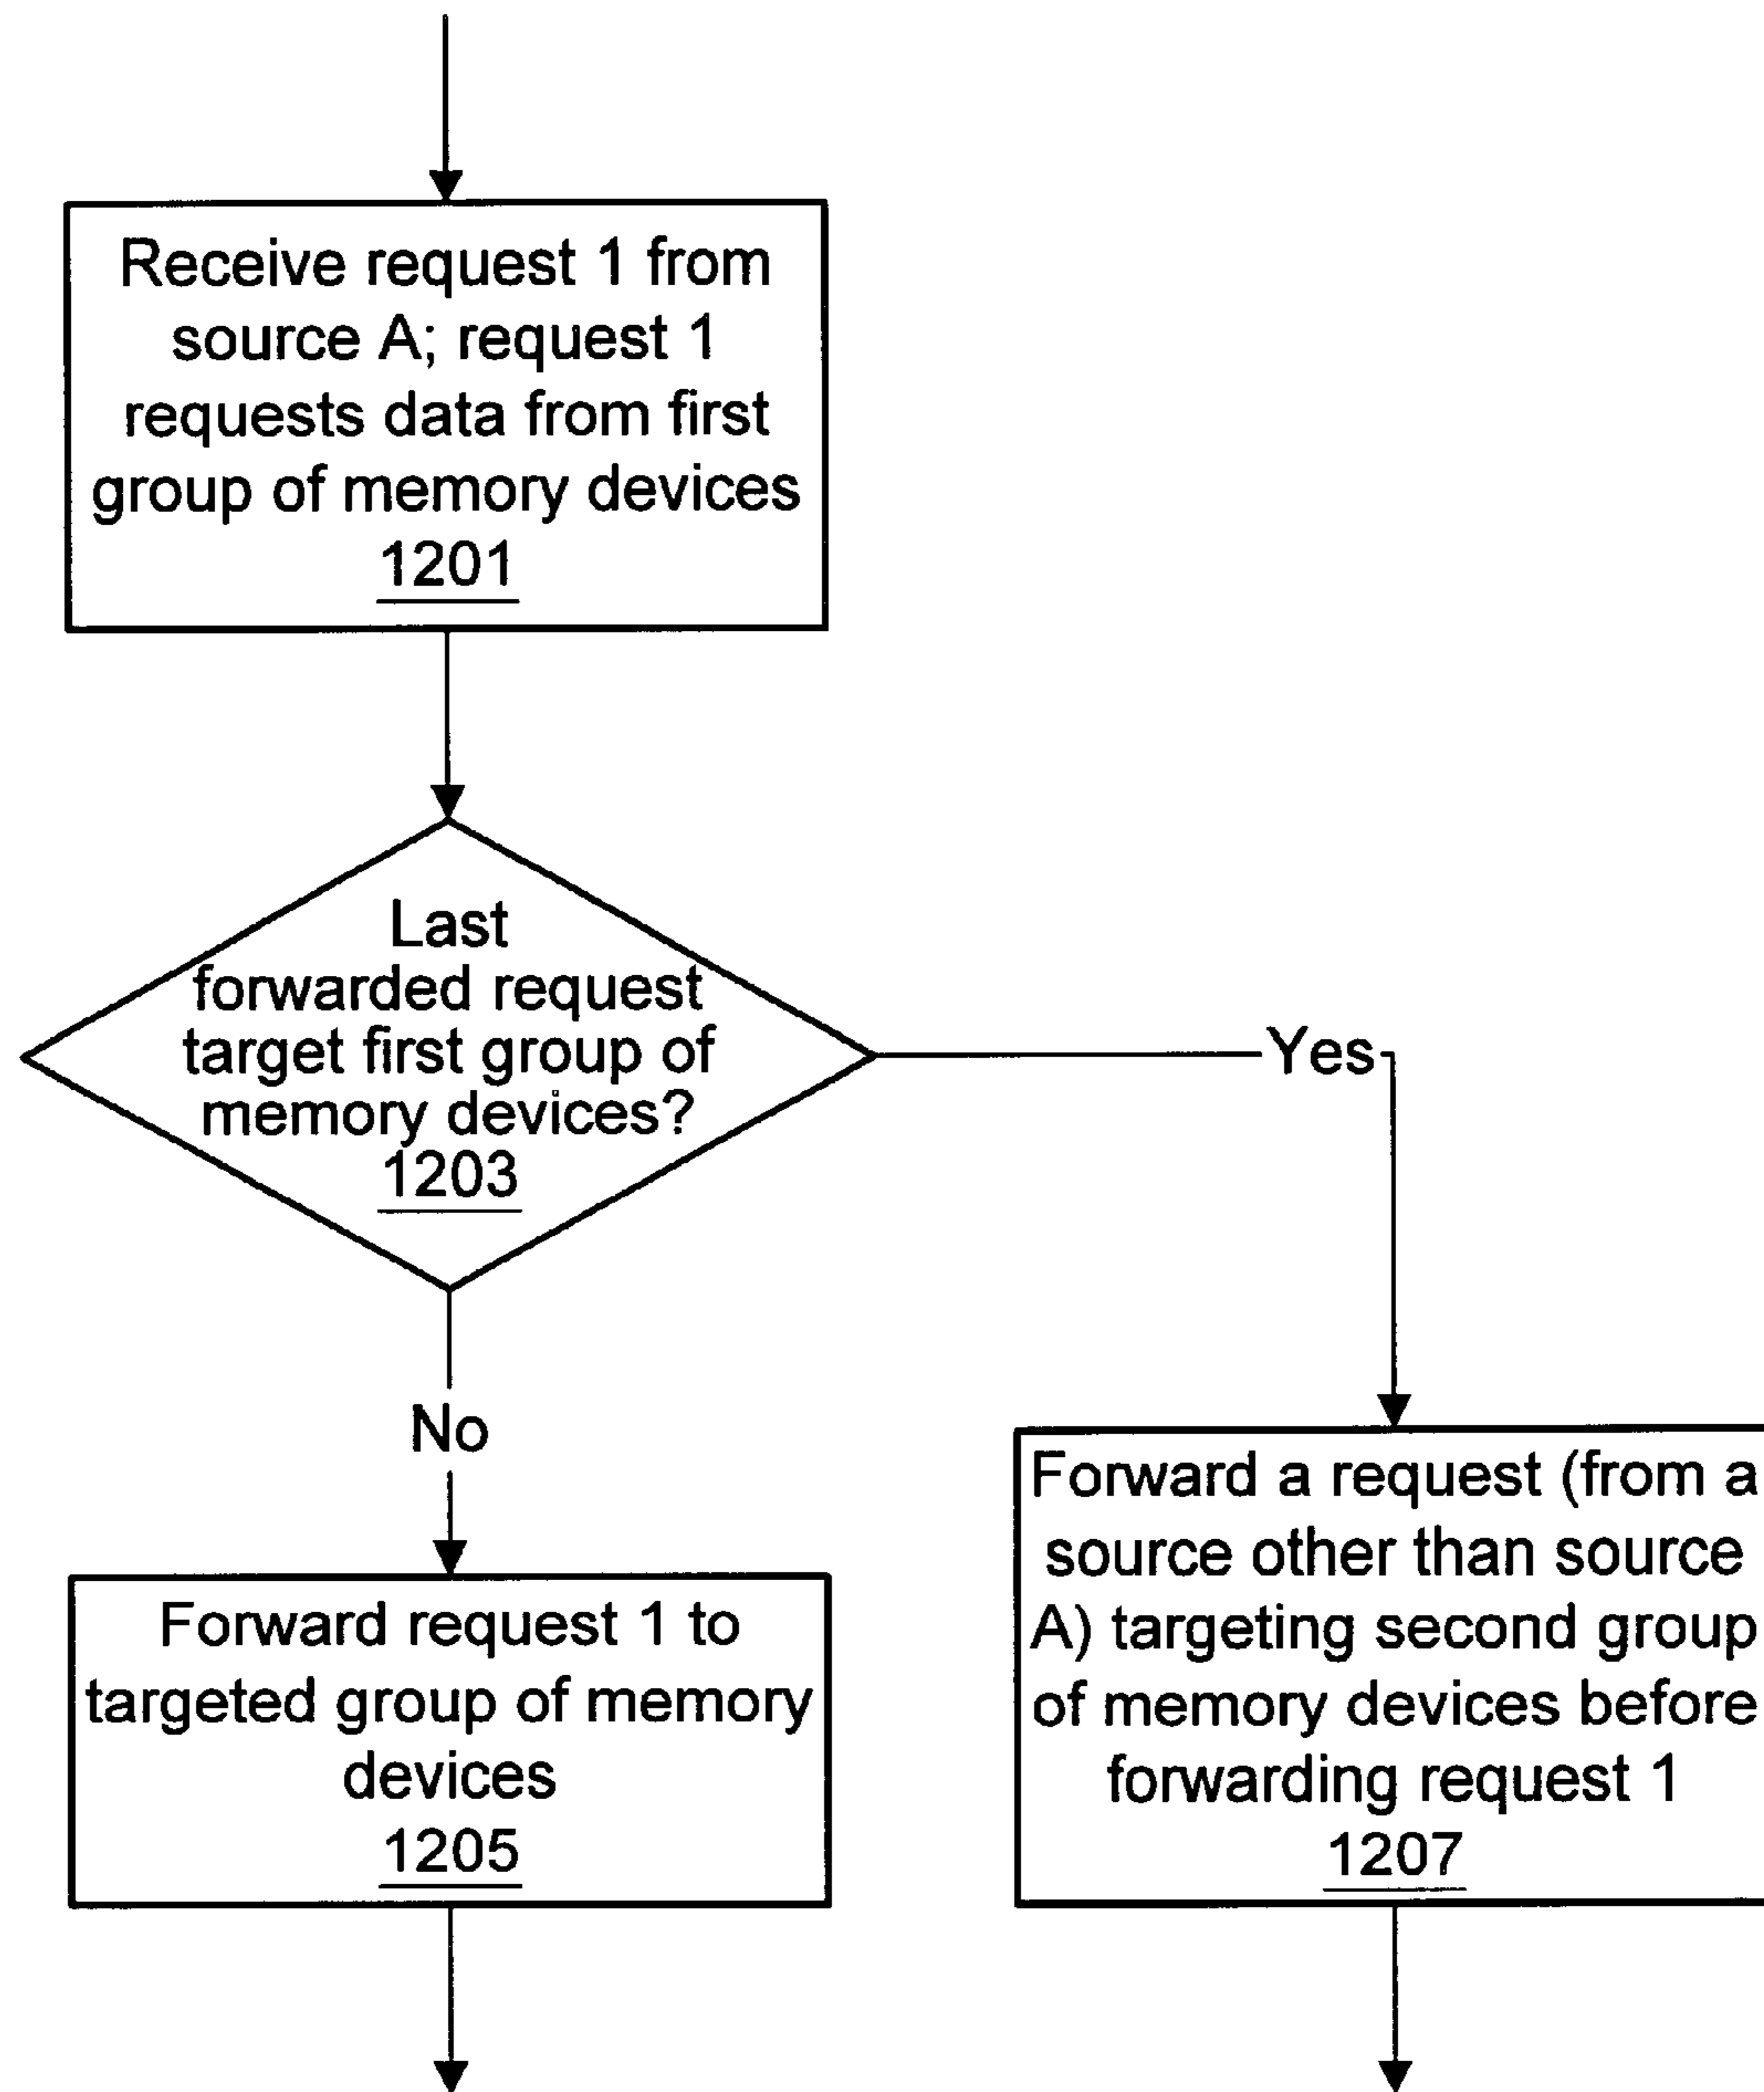 Receive request 1 from
source A; request 1
requests data from first
group of memory devices
1201
Last
forwarded request
target first group of
memory devices?
1203
Yes
No
Forward request 1 to
targeted group of memory
devices
1205
Forward a request (from a
source other than source
A) targeting second group
of memory devices before
forwarding request 1
1207